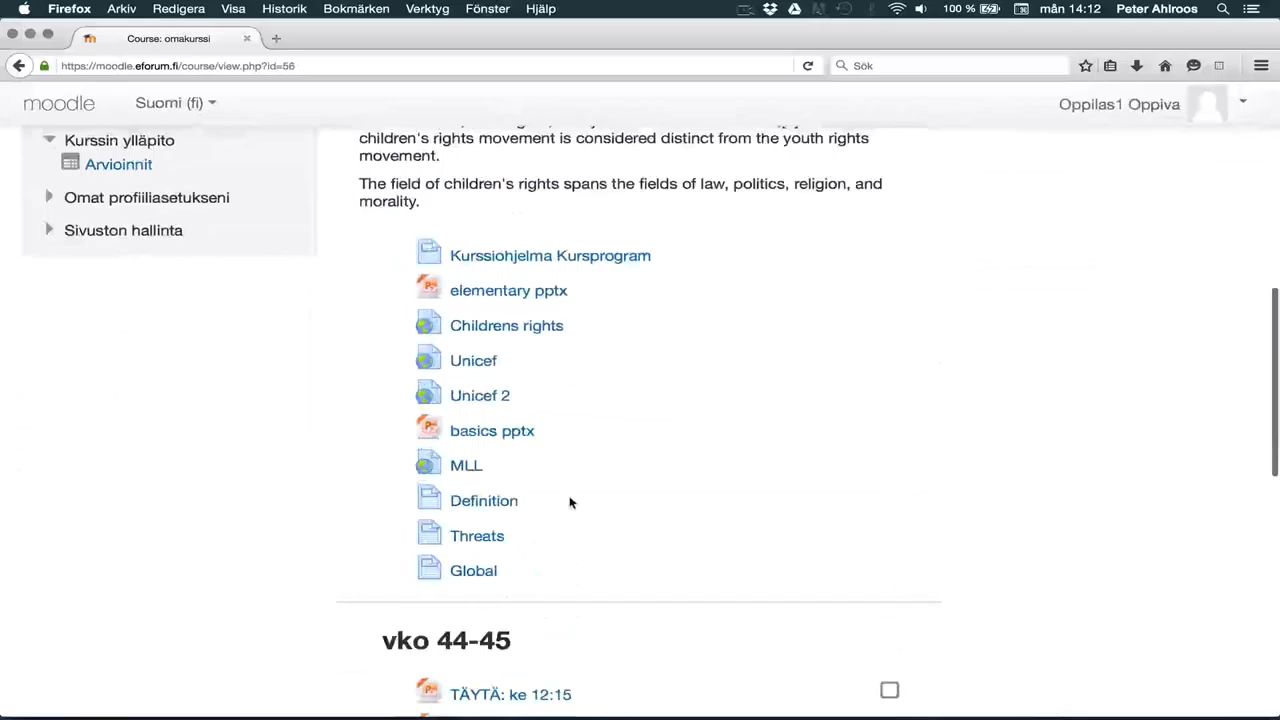 Firefox Arkiv Redigera Visa Historik Bokmärken Verktyg Fönster Hjälp 100 % mån 14:12 Peter Ahlroos
Course: omakurssi
https://moodle.eforum.fi/course/view.php?id=56 Sök
moodle Suomi (fi) Oppilas1 Oppiva
Kurssin ylläpito
Arvioinnit
Omat profiiliasetukseni
Sivuston hallinta
children's rights movement is considered distinct from the youth rights
movement.
The field of children's rights spans the fields of law, politics, religion, and
morality.
Kurssiohjelma Kursprogram
elementary pptx
Childrens rights
Unicef
Unicef 2
basics pptx
MLL
Definition
Threats
Global
vko 44-45
TÄYTÄ: ke 12:15